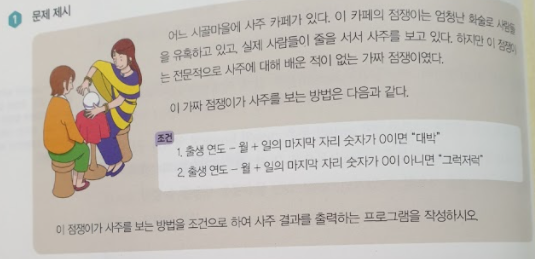 1 문제 제시
어느 시골마을에 사주 카페가 있다. 이 카페의 점쟁이는 엄청난 화술로 사람들
을 유혹하고 있고, 실제 사람들이 줄을 서서 사주를 보고 있다. 하지만 이 점쟁이
는 전문적으로 사주에 대해 배운 적이 없는 가짜 점쟁이였다.
이 가짜 점쟁이가 사주를 보는 방법은 다음과 같다.
조건
1. 출생 연도 - 월 + 일의 마지막 자리 숫자가 0이면 "대박"
2. 출생 연도 - 월 + 일의 마지막 자리 숫자가 0이 아니면 "그럭저럭"
이 점쟁이가 사주를 보는 방법을 조건으로 하여 사주 결과를 출력하는 프로그램을 작성하시오.